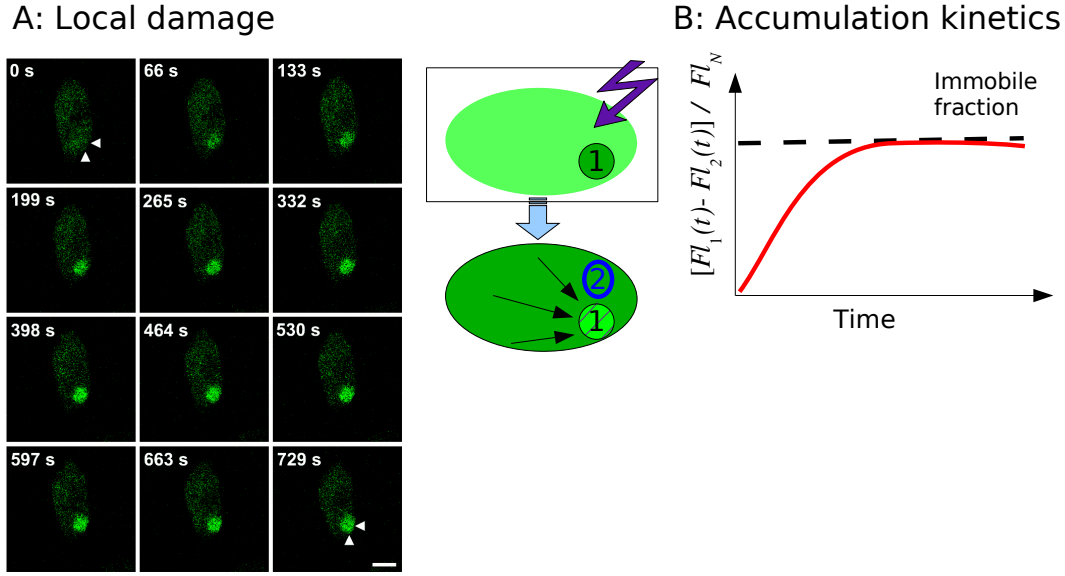 A: Local damage
0 s
66 s
133 s
199 s
265 s
332 s
398 s
464 s
530 s
597 s
663 s
729 s
1
2
1
B: Accumulation kinetics
[Fl₁(t)- Fl₂(t)] / Fl_N
Immobile
fraction
Time